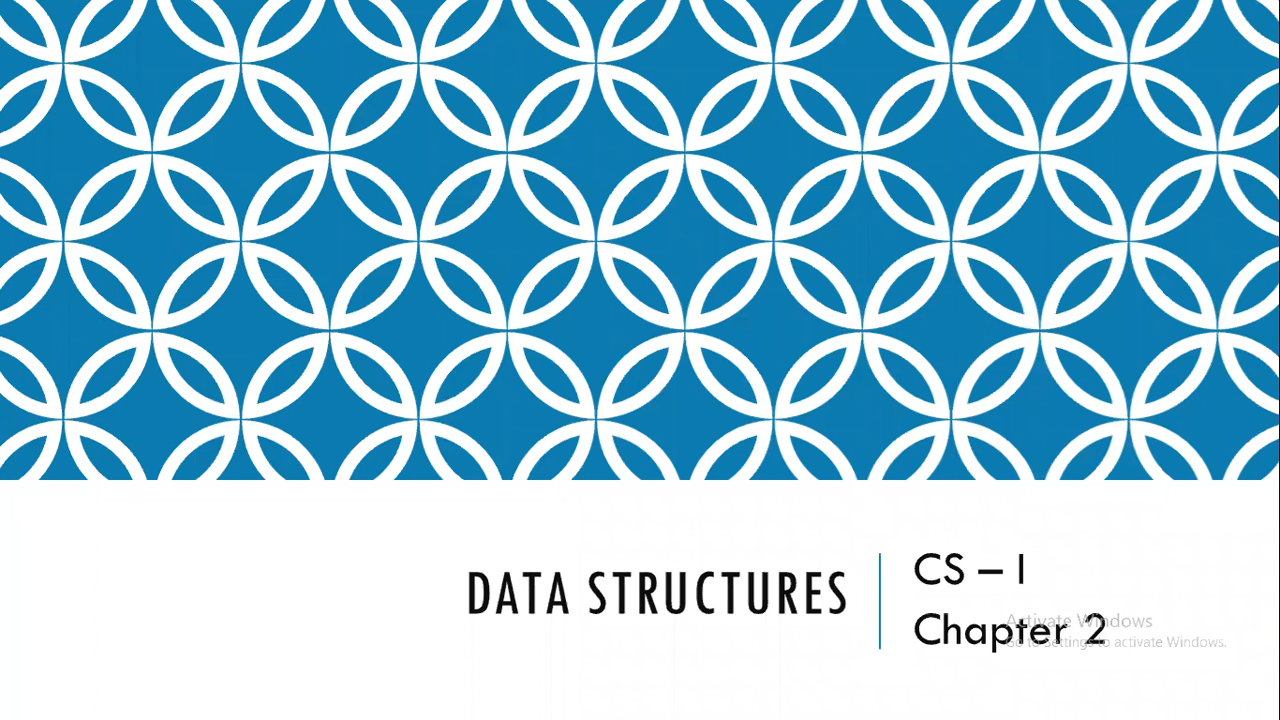 DATA STRUCTURES
CS – I
Chapter 2
Activate Windows
Go to Settings to activate Windows.